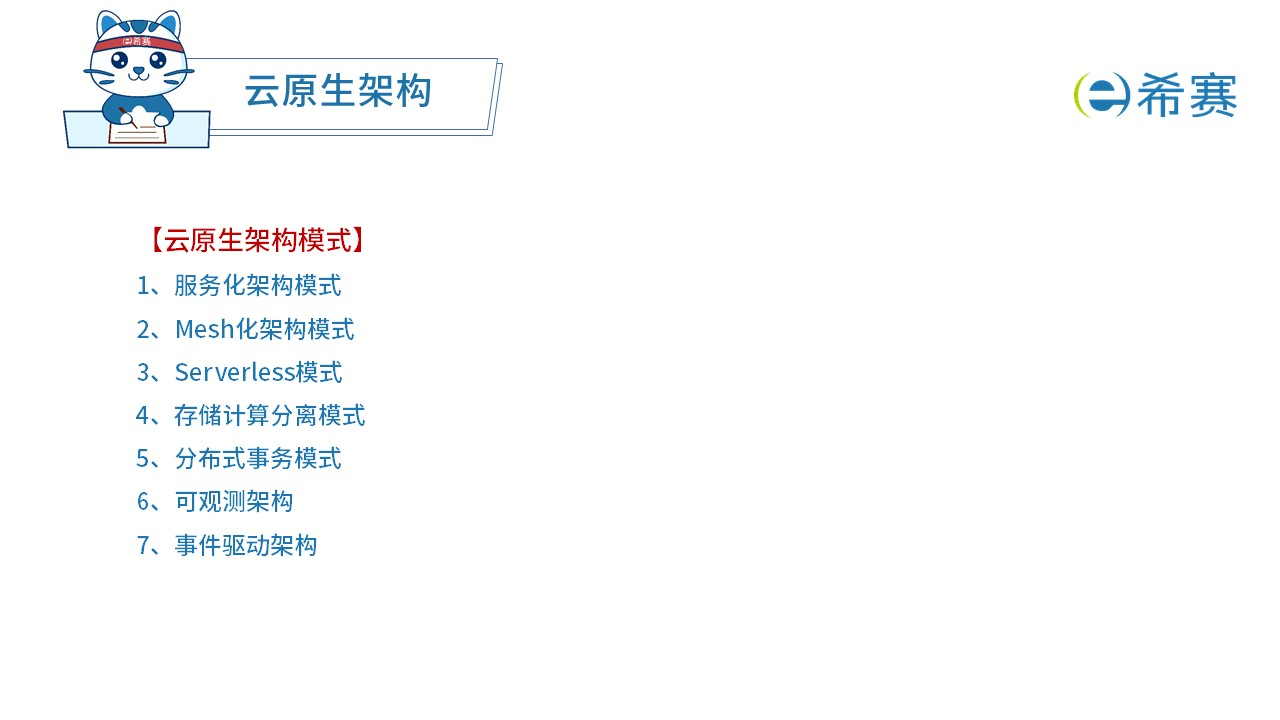 希赛
云原生架构
希赛
【云原生架构模式】
1、服务化架构模式
2、Mesh化架构模式
3、Serverless模式
4、存储计算分离模式
5、分布式事务模式
6、可观测架构
7、事件驱动架构